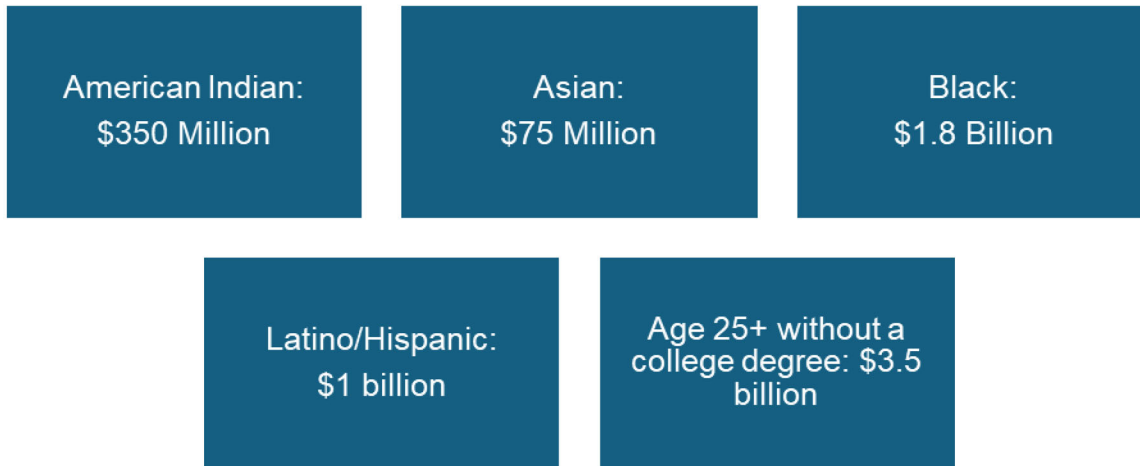 American Indian:
$350 Million
Asian:
$75 Million
Black:
$1.8 Billion
Latino/Hispanic:
$1 billion
Age 25+ without a
college degree: $3.5
billion